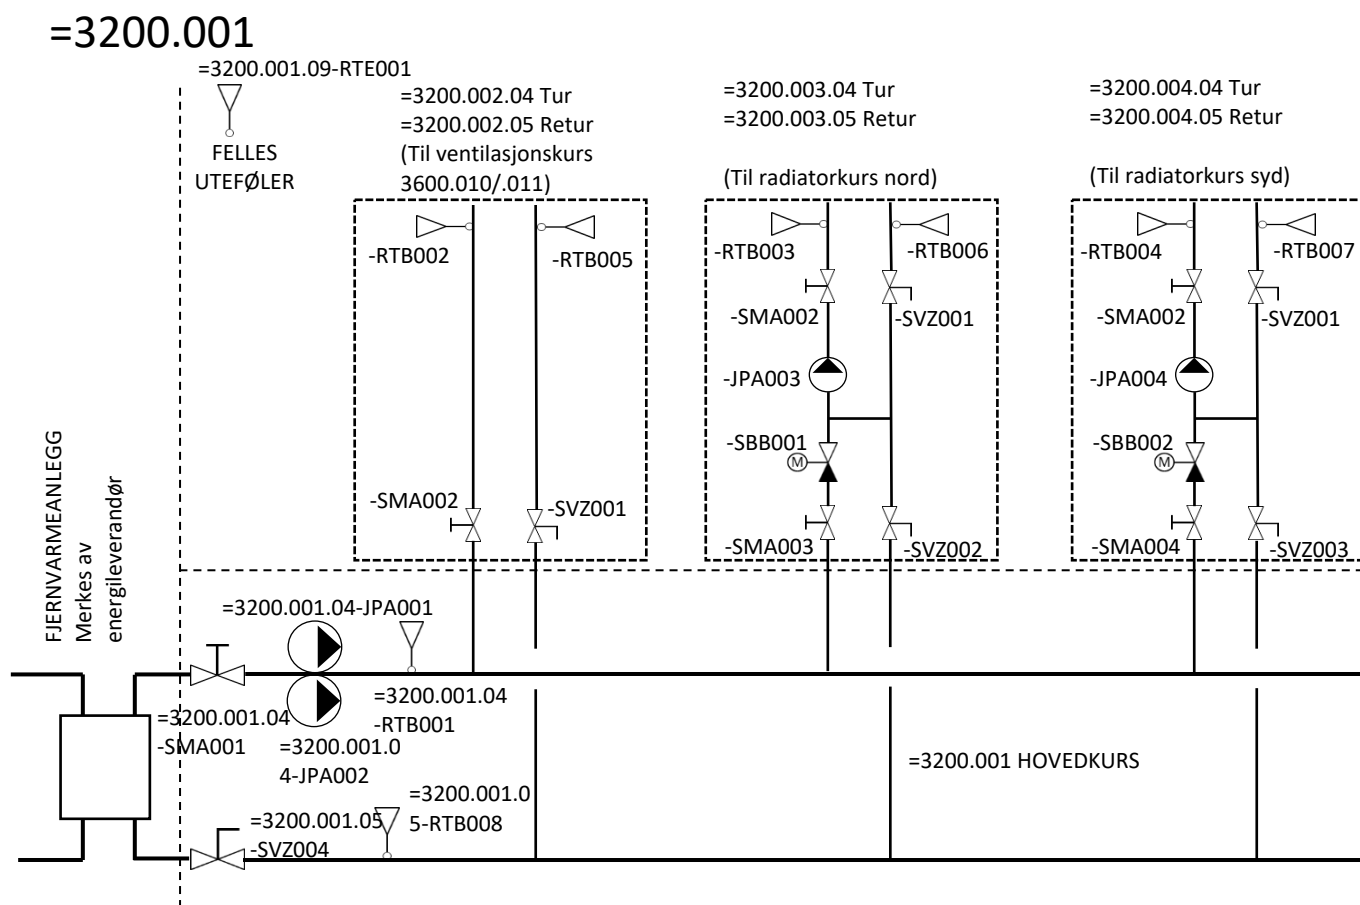 =3200.001
=3200.001.09-RTE001
FELLES
UTEFØLER
=3200.002.04 Tur
=3200.002.05 Retur
(Til ventilasjonskurs
3600.010/.011)
=3200.003.04 Tur
=3200.003.05 Retur
(Til radiatorkurs nord)
=3200.004.04 Tur
=3200.004.05 Retur
(Til radiatorkurs syd)
-RTB002
-RTB005
-SMA002
-SVZ001
-RTB003
-RTB006
-SMA002
-SVZ001
-JPA003
-SBB001
M
-SMA003
-SVZ002
-RTB004
-RTB007
-SMA002
-SVZ001
-JPA004
-SBB002
M
-SMA004
-SVZ003
FJERNVARMEANLEGG
Merkes av
energileverandør
=3200.001.04-JPA001
=3200.001.04
-SMA001
=3200.001.0
4-JPA002
=3200.001.04
-RTB001
=3200.001 HOVEDKURS
=3200.001.05
-SVZ004
=3200.001.0
5-RTB008